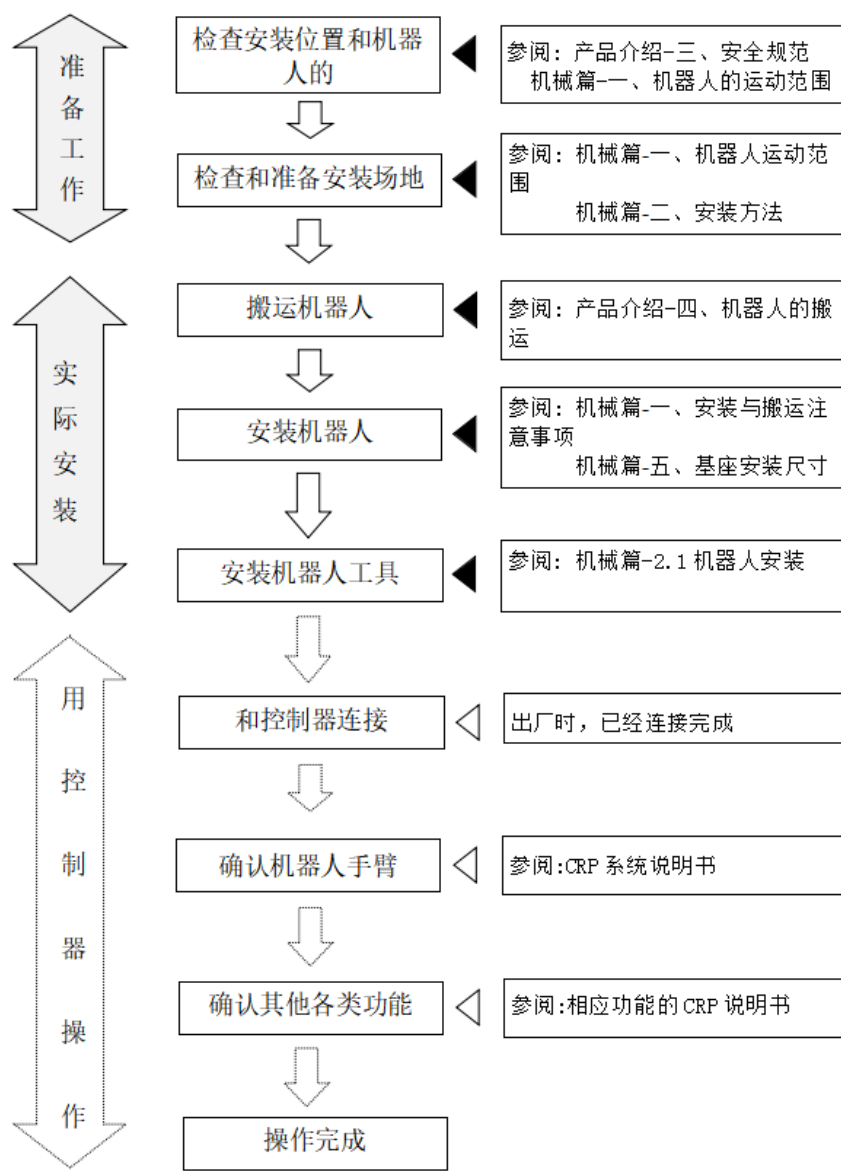 准备工作
检查安装位置和机器
人的
参阅: 产品介绍-三、安全规范
机械篇-一、机器人的运动范围
检查和准备安装场地
参阅: 机械篇-一、机器人运动范
围
机械篇-二、安装方法
实际安装
搬运机器人
参阅: 产品介绍-四、机器人的搬
运
安装机器人
参阅: 机械篇-一、安装与搬运注
意事项
机械篇-五、基座安装尺寸
安装机器人工具
参阅: 机械篇-2.1机器人安装
用控制器操作
和控制器连接
出厂时，已经连接完成
确认机器人手臂
参阅:CRP 系统说明书
确认其他各类功能
参阅:相应功能的CRP 说明书
操作完成